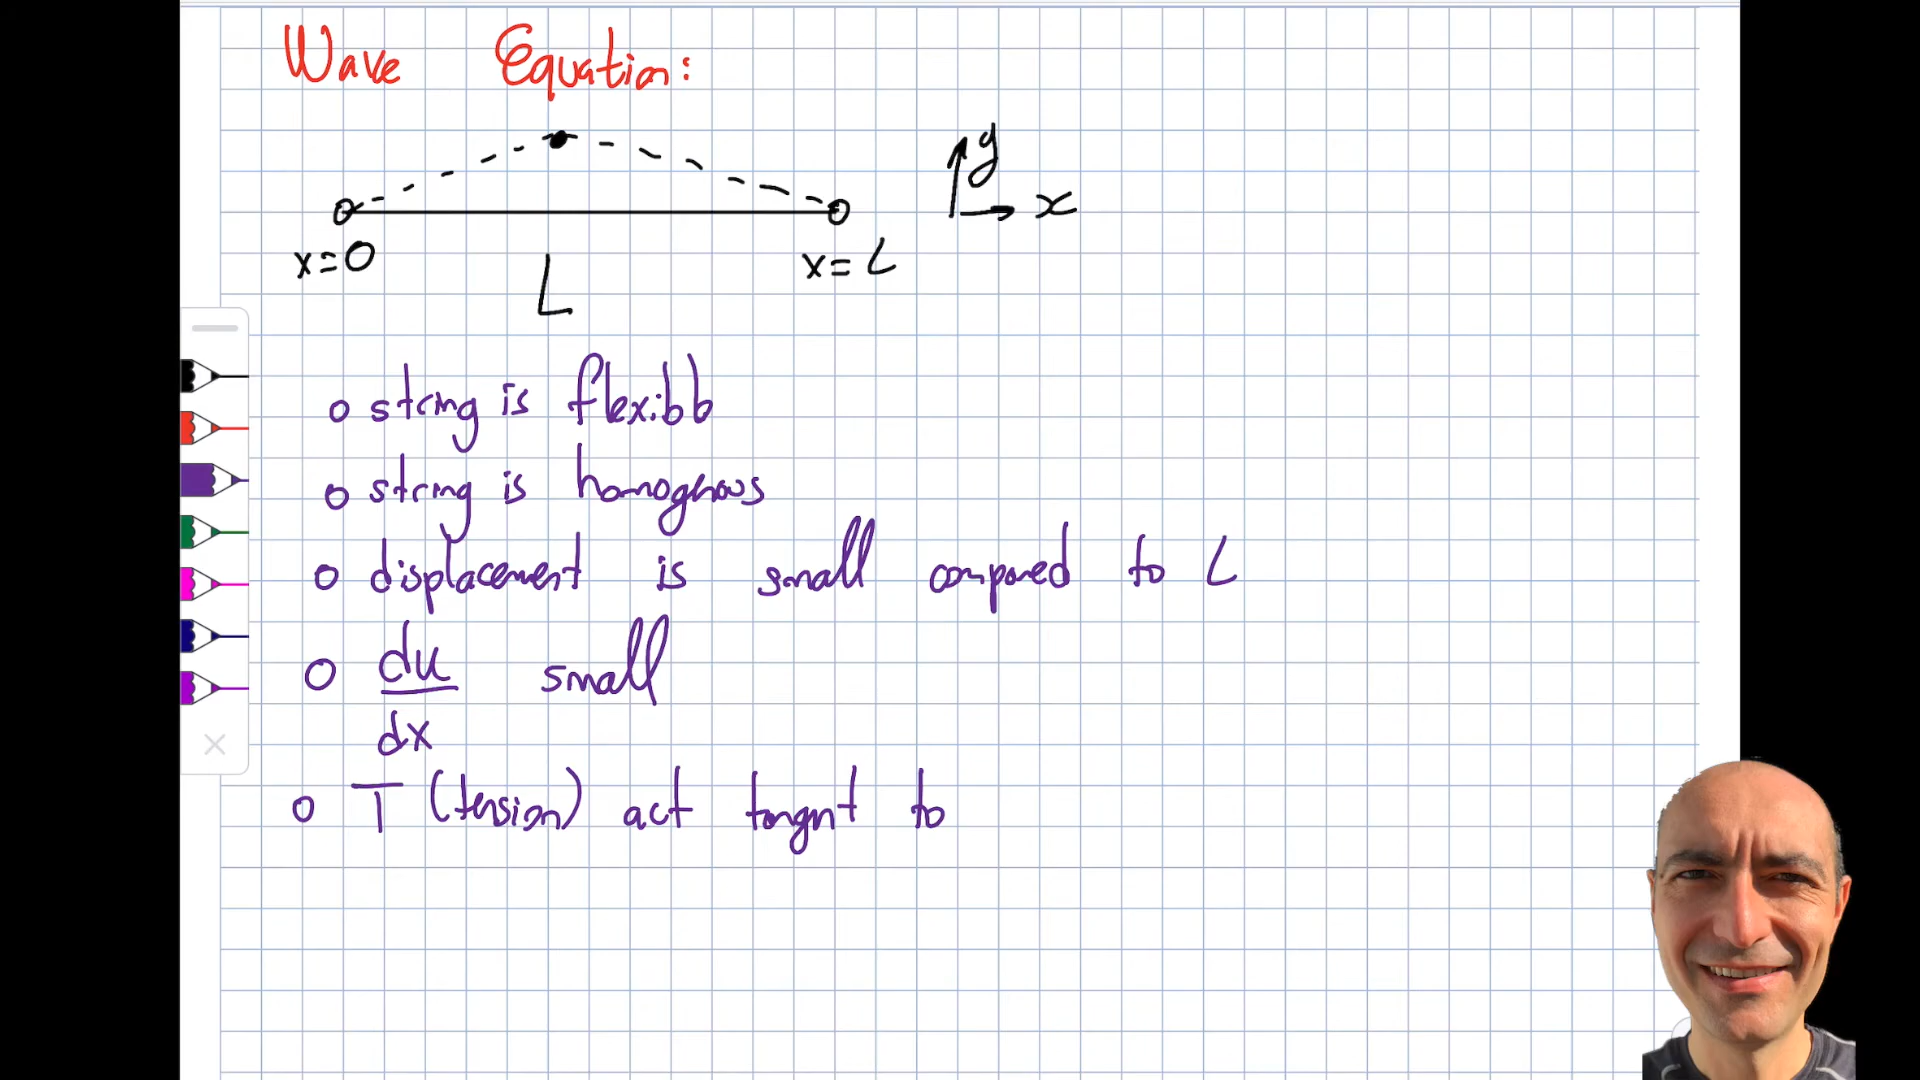 Wave Equation:
y
x
x=0
x=L
L
o string is flexible
o string is homogenous
o displacement is small compared to L
o du/dx small
o T (tension) act tangent to